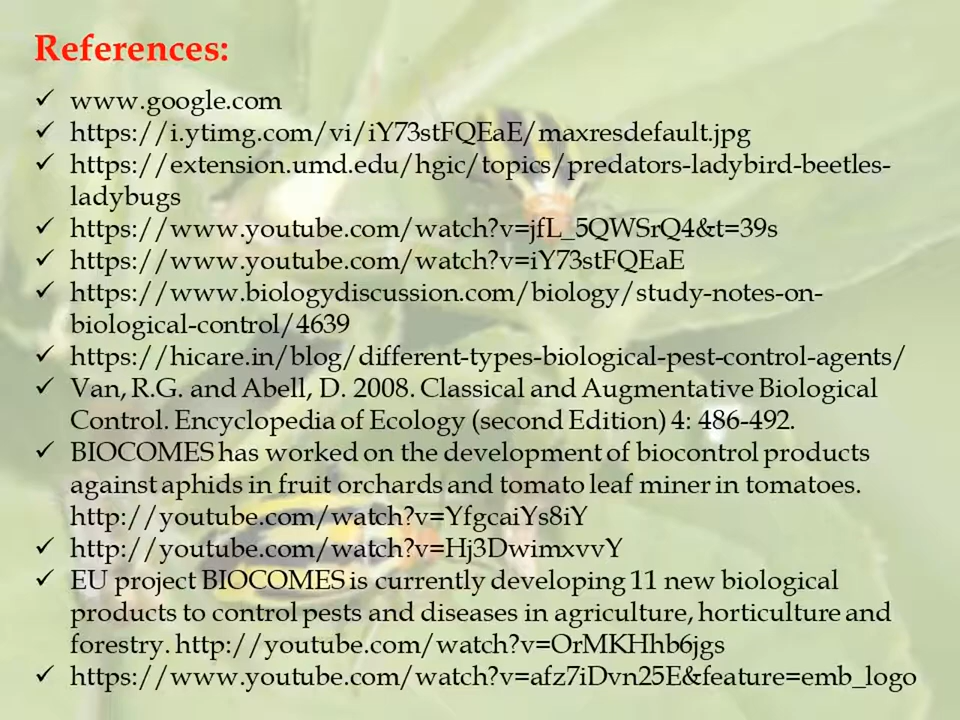 References:
✓ www.google.com
✓ https://i.ytimg.com/vi/iY73stFQEaE/maxresdefault.jpg
✓ https://extension.umd.edu/hgic/topics/predators-ladybird-beetles-
ladybugs
✓ https://www.youtube.com/watch?v=jfL_5QWSrQ4&t=39s
✓ https://www.youtube.com/watch?v=iY73stFQEaE
✓ https://www.biologydiscussion.com/biology/study-notes-on-
biological-control/4639
✓ https://hicare.in/blog/different-types-biological-pest-control-agents/
✓ Van, R.G. and Abell, D. 2008. Classical and Augmentative Biological
Control. Encyclopedia of Ecology (second Edition) 4: 486-492.
✓ BIOCOMES has worked on the development of biocontrol products
against aphids in fruit orchards and tomato leaf miner in tomatoes.
http://youtube.com/watch?v=YfgcaiYs8iY
✓ http://youtube.com/watch?v=Hj3DwimxvvY
✓ EU project BIOCOMES is currently developing 11 new biological
products to control pests and diseases in agriculture, horticulture and
forestry. http://youtube.com/watch?v=OrMKHhb6jgs
✓ https://www.youtube.com/watch?v=afz7iDvn25E&feature=emb_logo